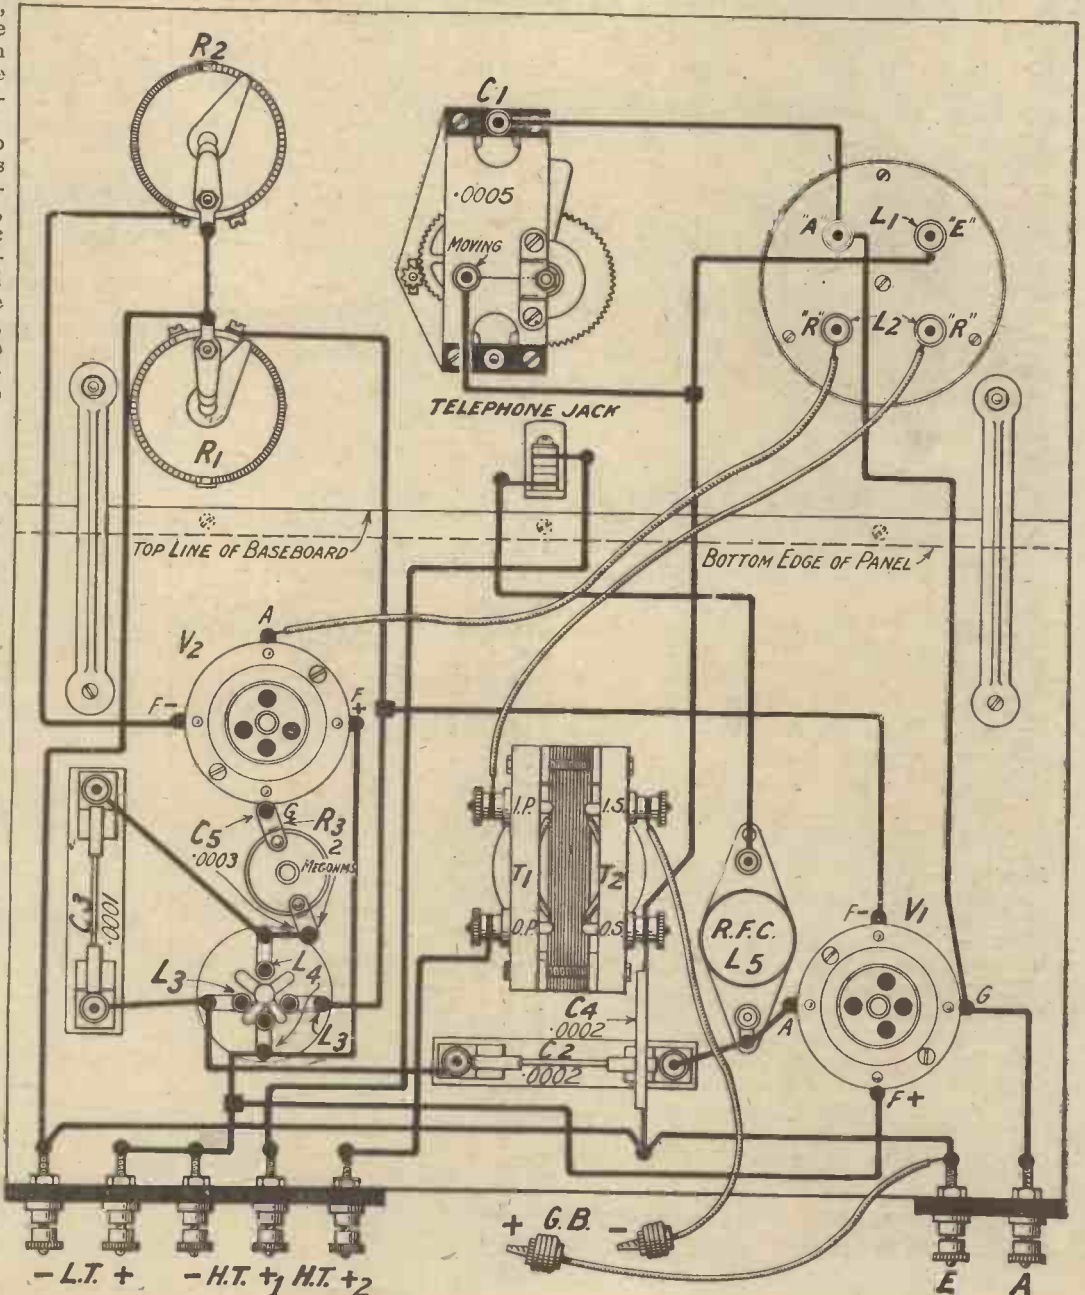 R2
C1
.0005
MOVING
"A" L1 "E"
"R" L2 "R"
TELEPHONE JACK
R1
TOP LINE OF BASEBOARD
BOTTOM EDGE OF PANEL
A
V2
F- F+
G
C5 R3
.0003 2
MEGOHMS
C3
.0001
L3 L4
L3
I.P. I.S.
T1 T2
O.P. O.S.
R.F.C.
L5
F- V1
A G
F+
C4
.0002
C2
.0002
+ G.B. -
- L.T. + - H.T. +1 H.T. +2
E A